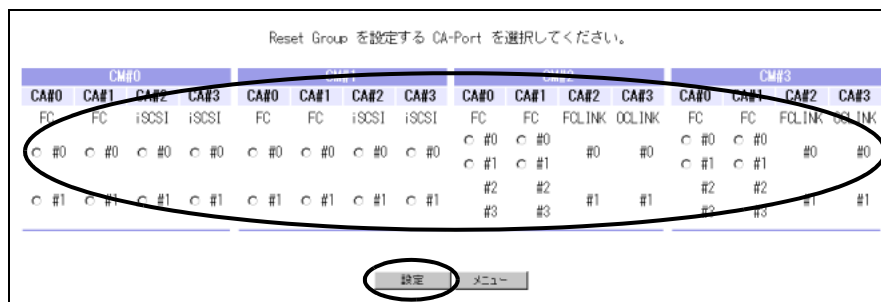 Reset Group を設定する CA-Port を選択してください。
CM#0 CM#1 CM#2 CM#3
CA#0 CA#1 CA#2 CA#3 CA#0 CA#1 CA#2 CA#3 CA#0 CA#1 CA#2 CA#3 CA#0 CA#1 CA#2 CA#3
FC FC iSCSI iSCSI FC FC iSCSI iSCSI FC FC FCLINK OCLINK FC FC FCLINK OCLINK
#0 #0 #0 #0 #0 #0 #0 #0 #0 #0 #0 #0 #0 #0 #0 #0
#1 #1 #1 #1
#1 #1 #1 #1 #1 #1 #1 #1 #2 #2 #1 #1 #2 #2 #1 #1
#3 #3 #3 #3
設定 メニュー